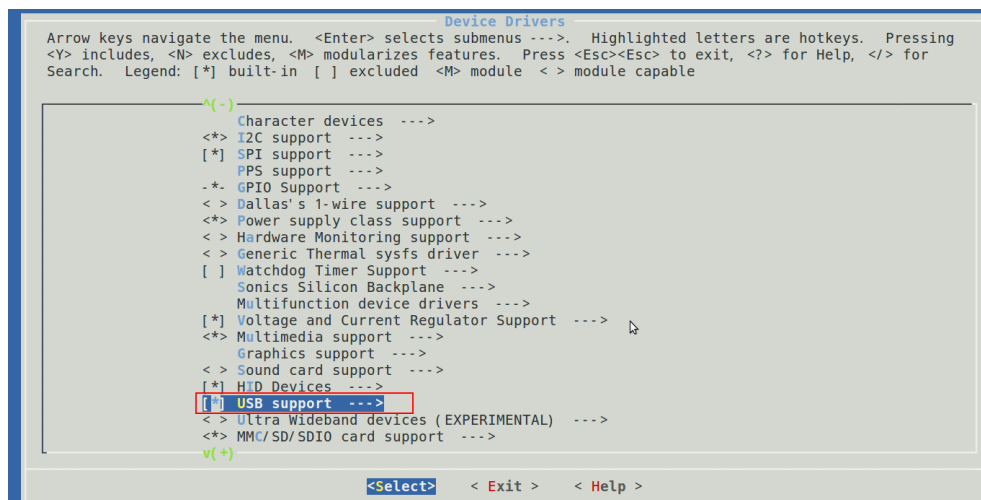 Device Drivers
Arrow keys navigate the menu. <Enter> selects submenus --->. Highlighted letters are hotkeys. Pressing
<Y> includes, <N> excludes, <M> modularizes features. Press <Esc><Esc> to exit, <?> for Help, </> for
Search. Legend: [*] built-in [ ] excluded <M> module < > module capable
^(-)
Character devices --->
<*> I2C support --->
[*] SPI support --->
PPS support --->
-*- GPIO Support --->
< > Dallas's 1-wire support --->
<*> Power supply class support --->
< > Hardware Monitoring support --->
< > Generic Thermal sysfs driver --->
[ ] Watchdog Timer Support --->
Sonics Silicon Backplane --->
Multifunction device drivers --->
[*] Voltage and Current Regulator Support --->
<*> Multimedia support --->
Graphics support --->
< > Sound card support --->
[*] HID Devices --->
[*] USB support --->
< > Ultra Wideband devices (EXPERIMENTAL) --->
<*> MMC/SD/SDIO card support --->
v(+)
<Select> < Exit > < Help >